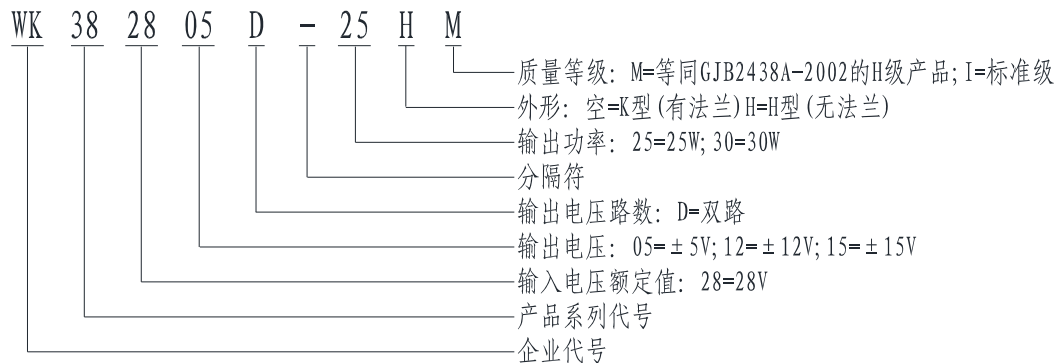 WK 38 28 05 D - 25 H M
质量等级: M=等同GJB2438A-2002的H级产品; I=标准级
外形: 空=K型(有法兰)H=H型(无法兰)
输出功率: 25=25W; 30=30W
分隔符
输出电压路数: D=双路
输出电压: 05=±5V; 12=±12V; 15=±15V
输入电压额定值: 28=28V
产品系列代号
企业代号